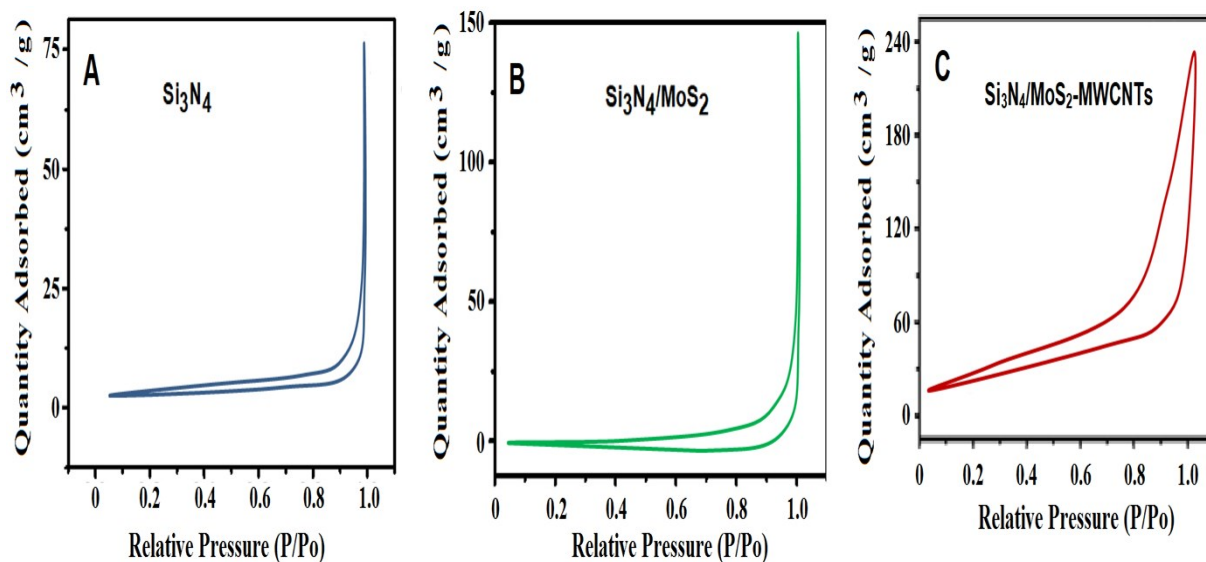 A
Si₃N₄
Quantity Adsorbed (cm³ /g)
75
50
25
0
0 0.2 0.4 0.6 0.8 1.0
Relative Pressure (P/Po)
B
Si₃N₄/MoS₂
Quantity Adsorbed (cm³ /g)
150
100
50
0
0 0.2 0.4 0.6 0.8 1.0
Relative Pressure (P/Po)
C
Si₃N₄/MoS₂-MWCNTs
Quantity Adsorbed (cm³ /g)
240
180
120
60
0
0 0.2 0.4 0.6 0.8 1.0
Relative Pressure (P/Po)